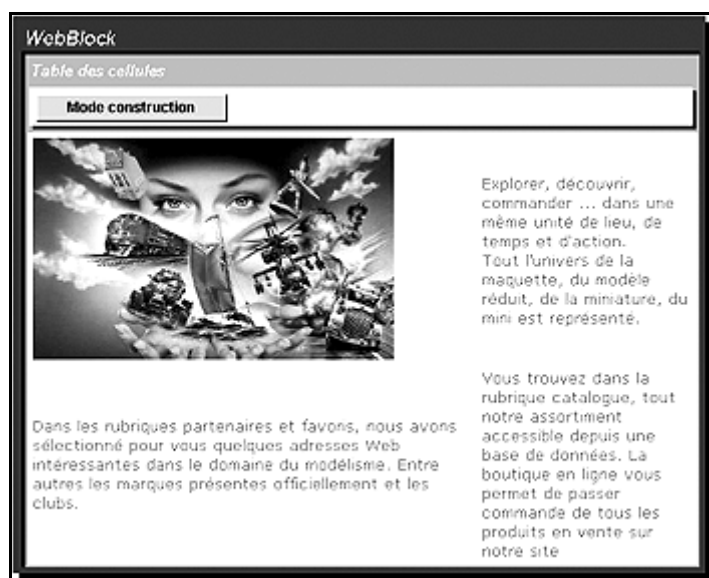 WebBlock
Table des cellules
Mode construction
Explorer, découvrir,
commander ... dans une
même unité de lieu, de
temps et d'action.
Tout l'univers de la
maquette, du modèle
réduit, de la miniature, du
mini est représenté.
Vous trouvez dans la
rubrique catalogue, tout
notre assortiment
accessible depuis une
base de données. La
boutique en ligne vous
permet de passer
commande de tous les
produits en vente sur
notre site
Dans les rubriques partenaires et favoris, nous avons
sélectionné pour vous quelques adresses Web
intéressantes dans le domaine du modélisme. Entre
autres les marques présentes officiellement et les
clubs.